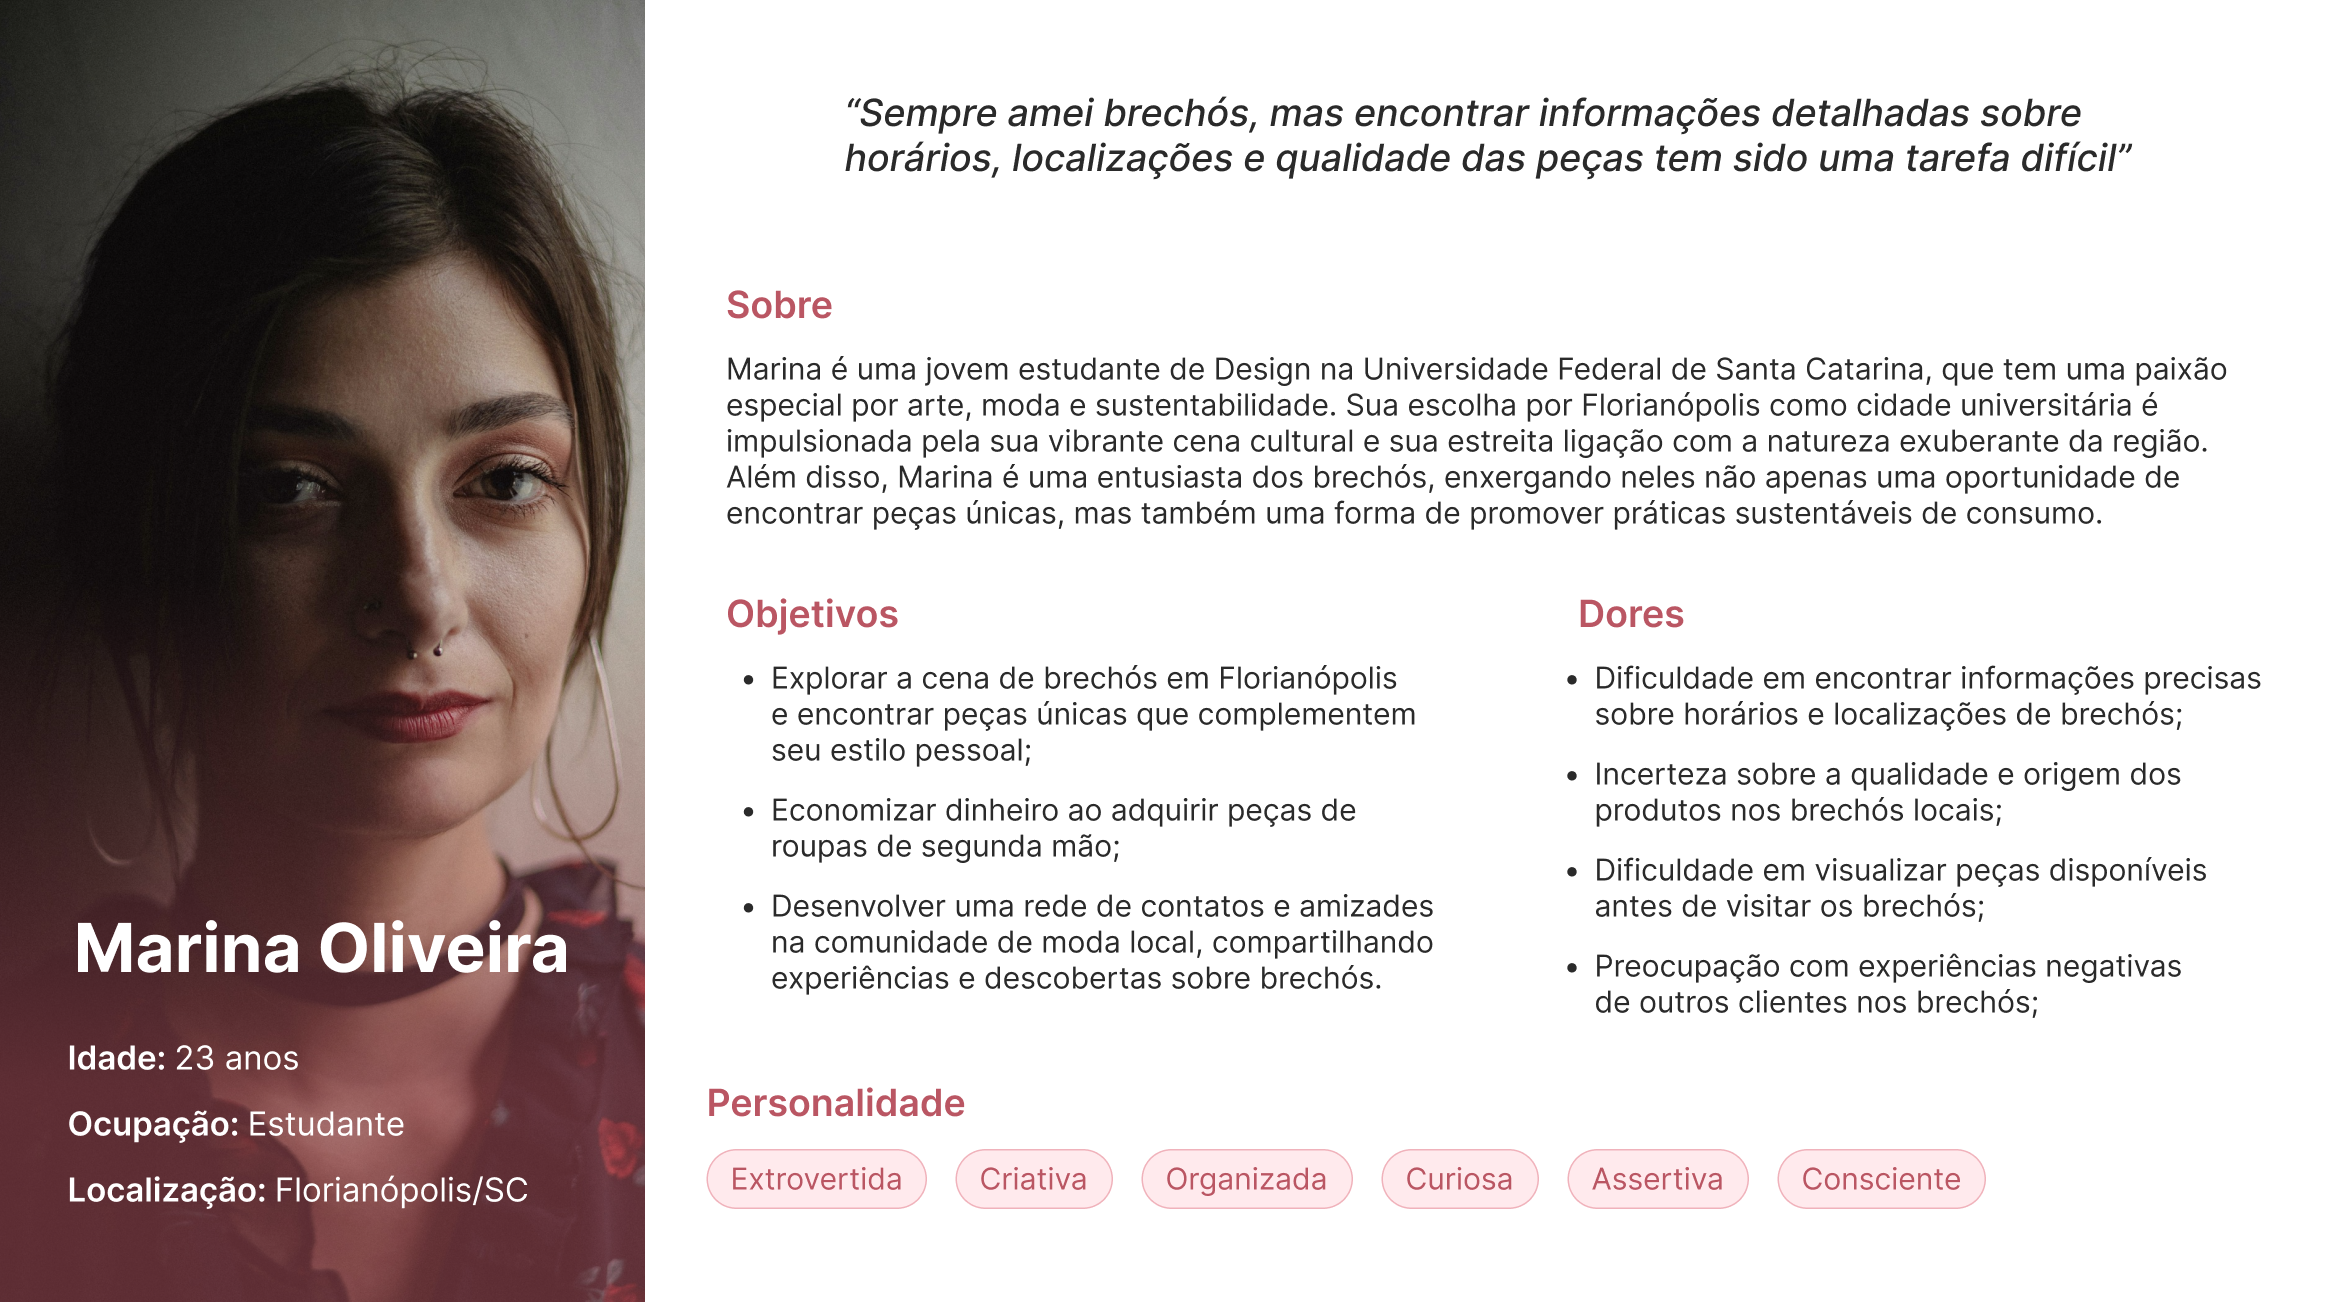 “Sempre amei brechós, mas encontrar informações detalhadas sobre
horários, localizações e qualidade das peças tem sido uma tarefa difícil”
Sobre
Marina é uma jovem estudante de Design na Universidade Federal de Santa Catarina, que tem uma paixão
especial por arte, moda e sustentabilidade. Sua escolha por Florianópolis como cidade universitária é
impulsionada pela sua vibrante cena cultural e sua estreita ligação com a natureza exuberante da região.
Além disso, Marina é uma entusiasta dos brechós, enxergando neles não apenas uma oportunidade de
encontrar peças únicas, mas também uma forma de promover práticas sustentáveis de consumo.
Objetivos
• Explorar a cena de brechós em Florianópolis
e encontrar peças únicas que complementem
seu estilo pessoal;
• Economizar dinheiro ao adquirir peças de
roupas de segunda mão;
• Desenvolver uma rede de contatos e amizades
na comunidade de moda local, compartilhando
experiências e descobertas sobre brechós.
Dores
• Dificuldade em encontrar informações precisas
sobre horários e localizações de brechós;
• Incerteza sobre a qualidade e origem dos
produtos nos brechós locais;
• Dificuldade em visualizar peças disponíveis
antes de visitar os brechós;
• Preocupação com experiências negativas
de outros clientes nos brechós;
Marina Oliveira
Idade: 23 anos
Ocupação: Estudante
Localização: Florianópolis/SC
Personalidade
Extrovertida Criativa Organizada Curiosa Assertiva Consciente